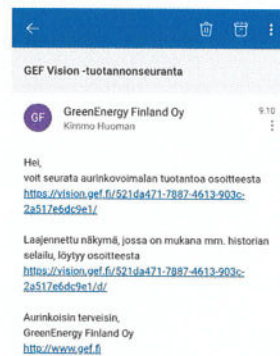 GEF Vision -tuotannonseuranta
GF
GreenEnergy Finland Oy
9.10
Kimmo Huoman
Hei,
voit seurata aurinkovoimalan tuotantoa osoitteesta
https://vision.gef.fi/521da471-7887-4613-903c-
2a517e6dc9e1/
Laajennettu näkymä, jossa on mukana mm. historian
selailu, löytyy osoitteesta
https://vision.gef.fi/521da471-7887-4613-903c-
2a517e6dc9e1/d/
Aurinkoisin terveisin,
GreenEnergy Finland Oy
http://www.gef.fi